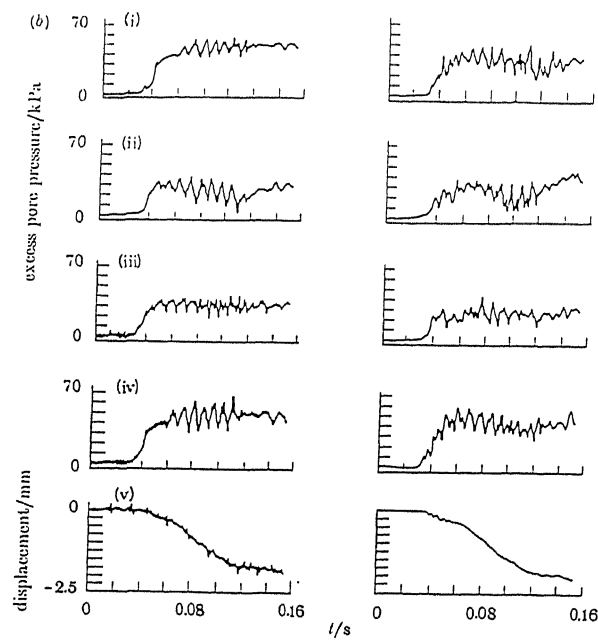 (b)
70
(i)
0
70
(ii)
0
70
(iii)
0
70
(iv)
0
excess pore pressure/kPa
0
(v)
-2.5
displacement/mm
0
0.08
0.16
0
0.08
0.16
t/s